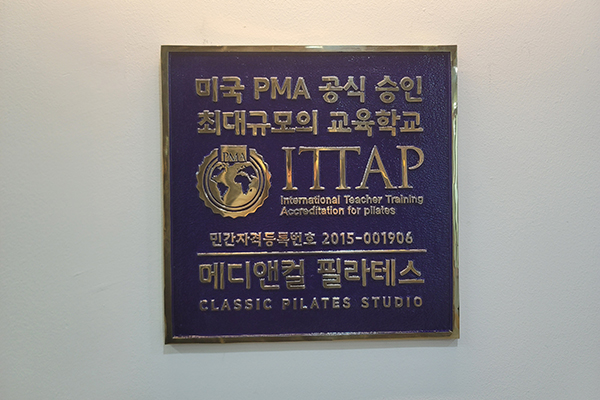 미국 PMA 공식 승인
최대규모의 교육학교
PMA
ITTAP
International Teacher Training
Accreditation for pilates
민간자격등록번호 2015-001906
메디앤컬 필라테스
CLASSIC PILATES STUDIO